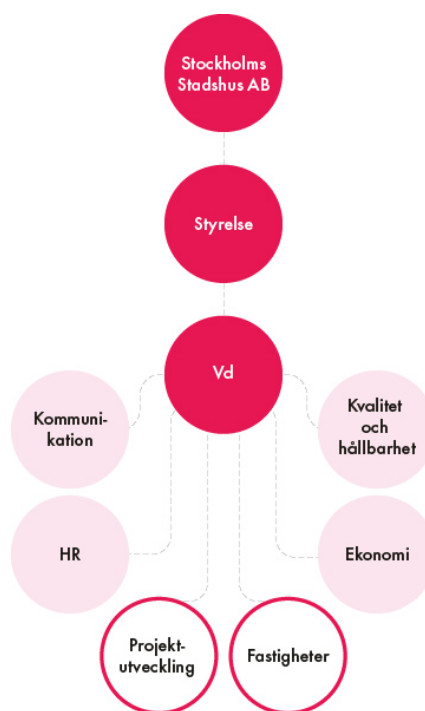 Stockholms
Stadshus AB
Styrelse
Vd
Kommuni-
kation
Kvalitet
och
hållbarhet
HR
Ekonomi
Projekt-
utveckling
Fastigheter